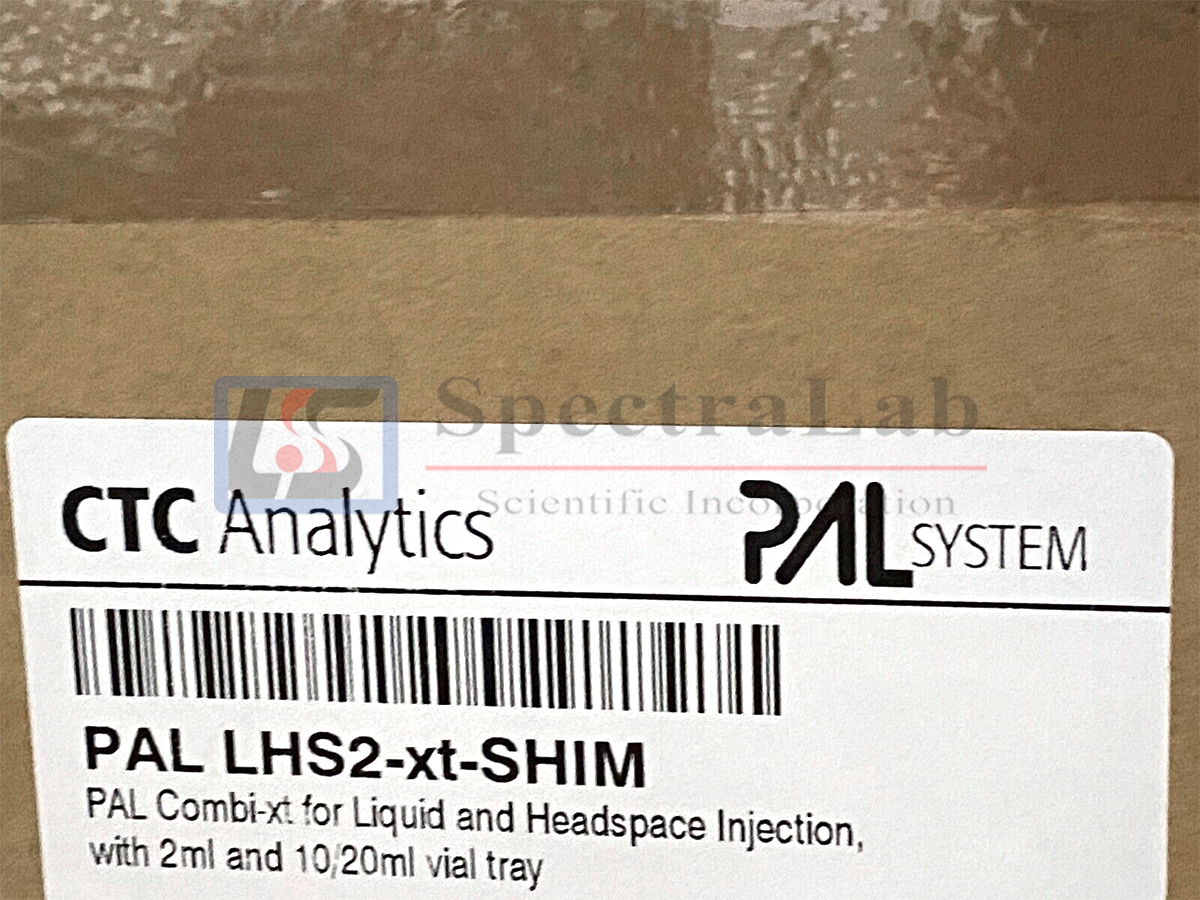 SpectraLab
Scientific Incorporation
CTC Analytics
PAL SYSTEM
PAL LHS2-xt-SHIM
PAL Combi-xt for Liquid and Headspace Injection,
with 2ml and 10/20ml vial tray